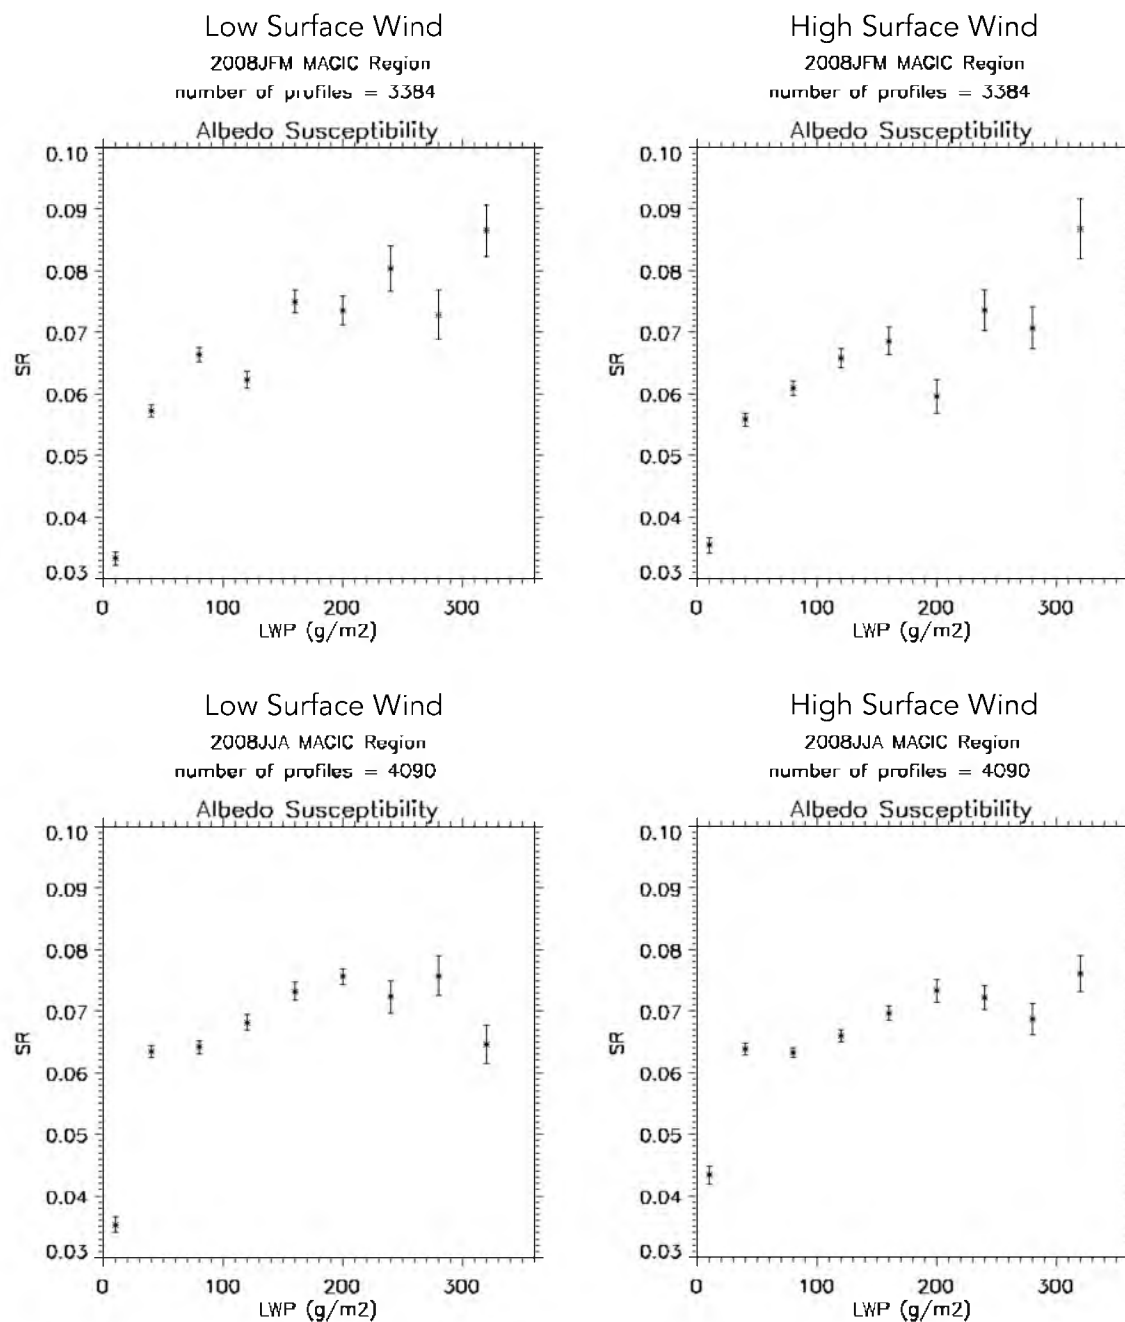 Low Surface Wind
2008JFM MAGIC Region
number of profiles = 3384
Albedo Susceptibility
0.10
0.09
0.08
0.07
0.06
0.05
0.04
0.03
SR
0 100 200 300
LWP (g/m2)
High Surface Wind
2008JFM MAGIC Region
number of profiles = 3384
Albedo Susceptibility
0.10
0.09
0.08
0.07
0.06
0.05
0.04
0.03
SR
0 100 200 300
LWP (g/m2)
Low Surface Wind
2008JJA MAGIC Region
number of profiles = 4090
Albedo Susceptibility
0.10
0.09
0.08
0.07
0.06
0.05
0.04
0.03
SR
0 100 200 300
LWP (g/m2)
High Surface Wind
2008JJA MAGIC Region
number of profiles = 4090
Albedo Susceptibility
0.10
0.09
0.08
0.07
0.06
0.05
0.04
0.03
SR
0 100 200 300
LWP (g/m2)